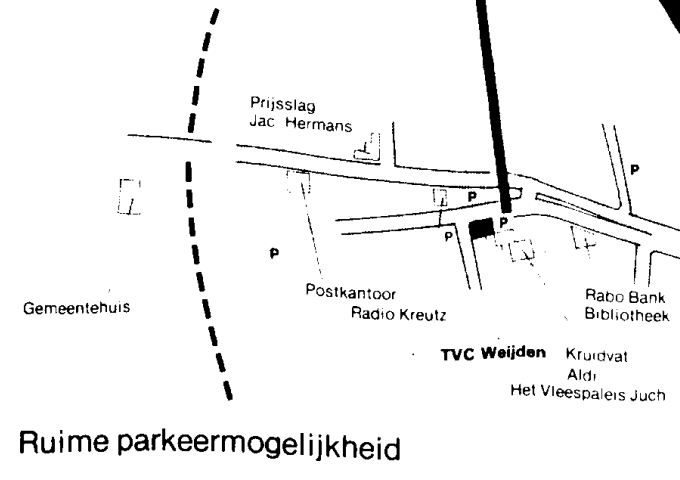 Prijsslag
Jac Hermans
P
P
P
P
P
Postkantoor
Radio Kreutz
Gemeentehuis
Rabo Bank
Bibliotheek
TVC Weijden
Kruidvat
Aldi
Het Vleespaleis Juch
Ruime parkeermogelijkheid